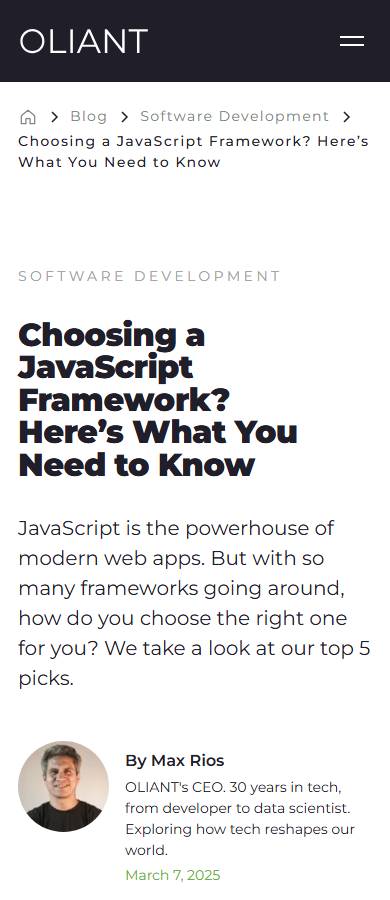 OLIANT
Blog
Software Development
Choosing a JavaScript Framework? Here’s
What You Need to Know
SOFTWARE DEVELOPMENT
Choosing a
JavaScript
Framework?
Here’s What You
Need to Know
JavaScript is the powerhouse of
modern web apps. But with so
many frameworks going around,
how do you choose the right one
for you? We take a look at our top 5
picks.
By Max Rios
OLIANT's CEO. 30 years in tech,
from developer to data scientist.
Exploring how tech reshapes our
world.
March 7, 2025